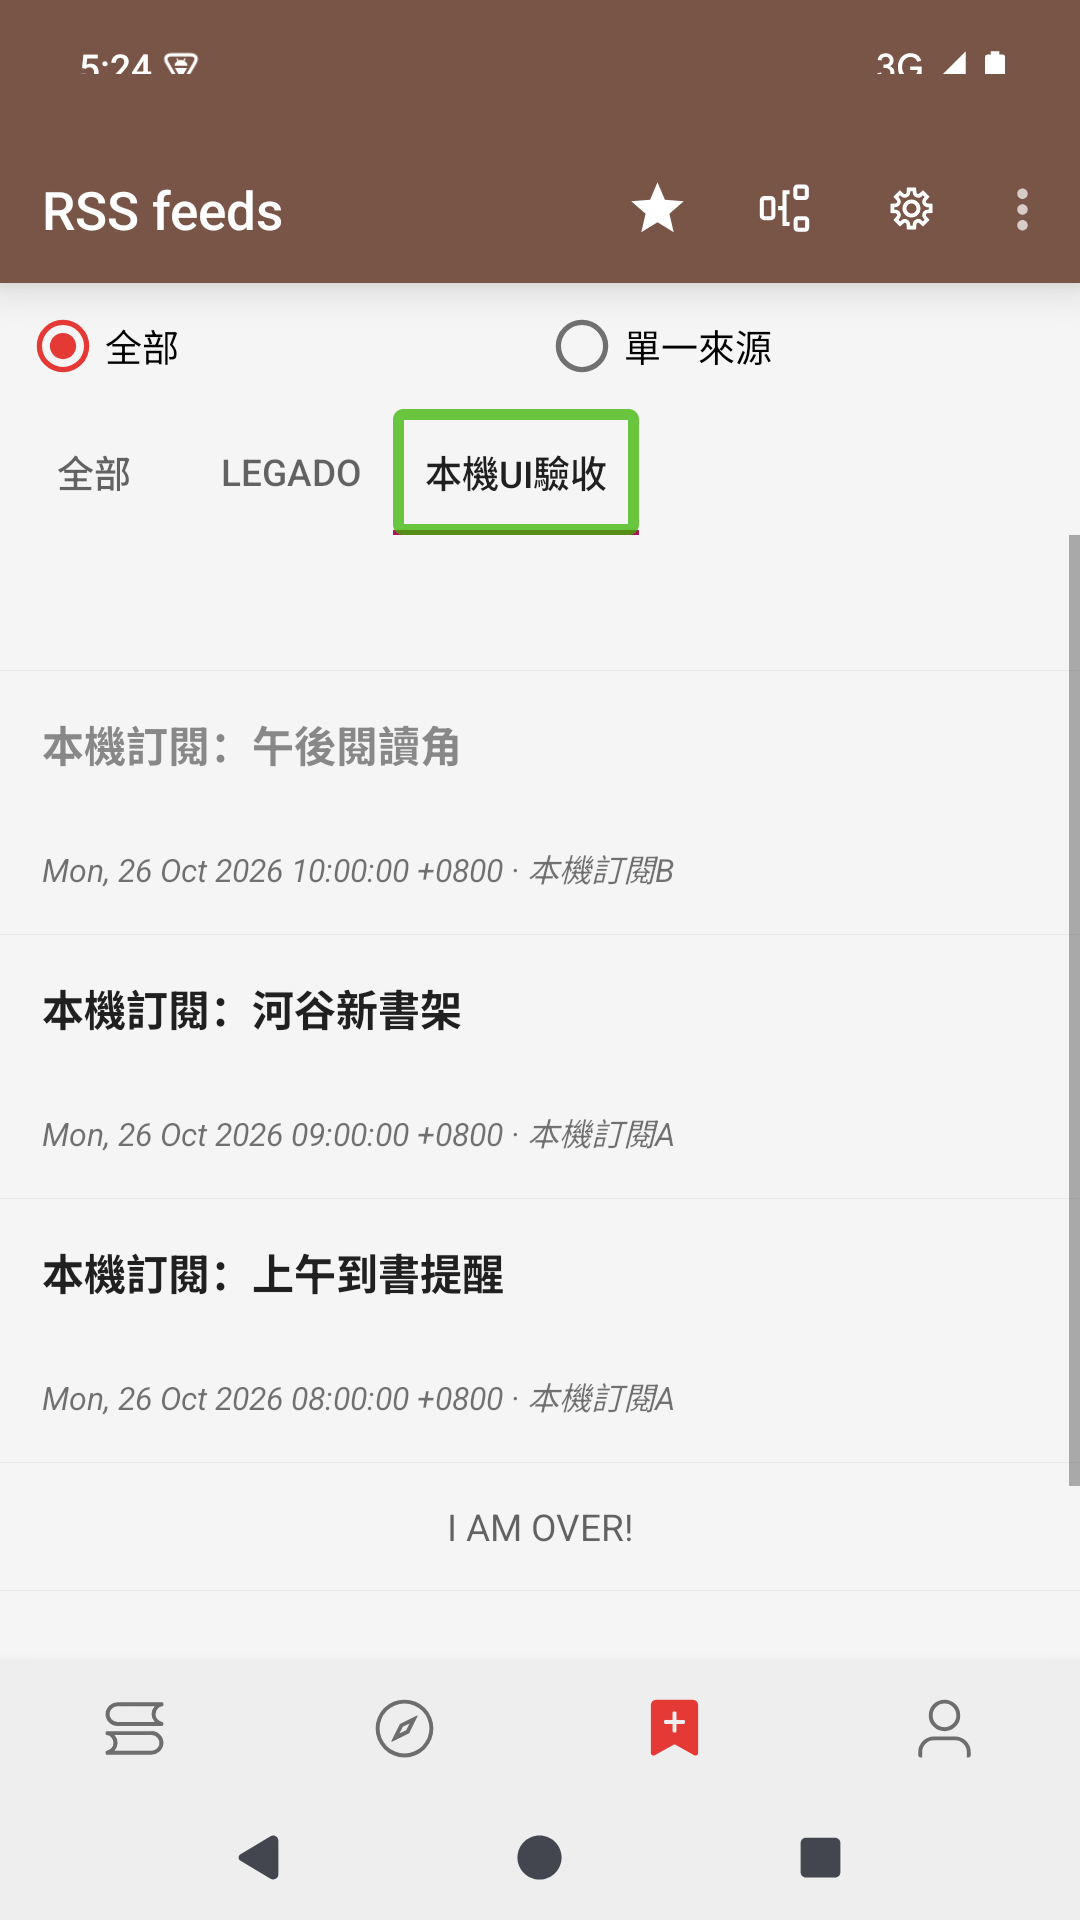 5:24
3G
RSS feeds
全部
單一來源
全部
LEGADO
本機UI驗收
本機訂閱：午後閱讀角
Mon, 26 Oct 2026 10:00:00 +0800 · 本機訂閱B
本機訂閱：河谷新書架
Mon, 26 Oct 2026 09:00:00 +0800 · 本機訂閱A
本機訂閱：上午到書提醒
Mon, 26 Oct 2026 08:00:00 +0800 · 本機訂閱A
I AM OVER!